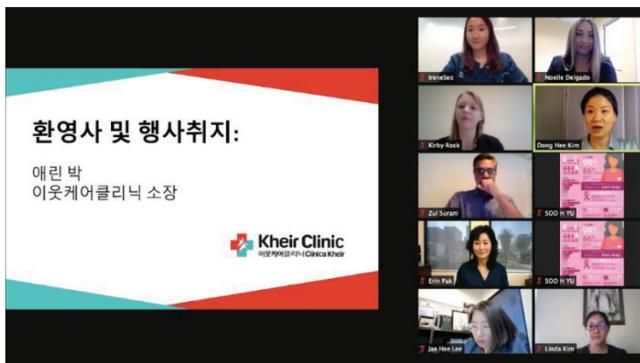 환영사 및 행사취지:
애린 박
이웃케어클리닉 소장
Kheir Clinic
이웃케어클리닉 Clínica Kheir
IreneSeo
Noelle Delgado
Kirby Rock
Dong Hee Kim
Zul Surani
SOO H YU
Erin Pak
SOO H YU
Jae Hee Lee
Linda Kim